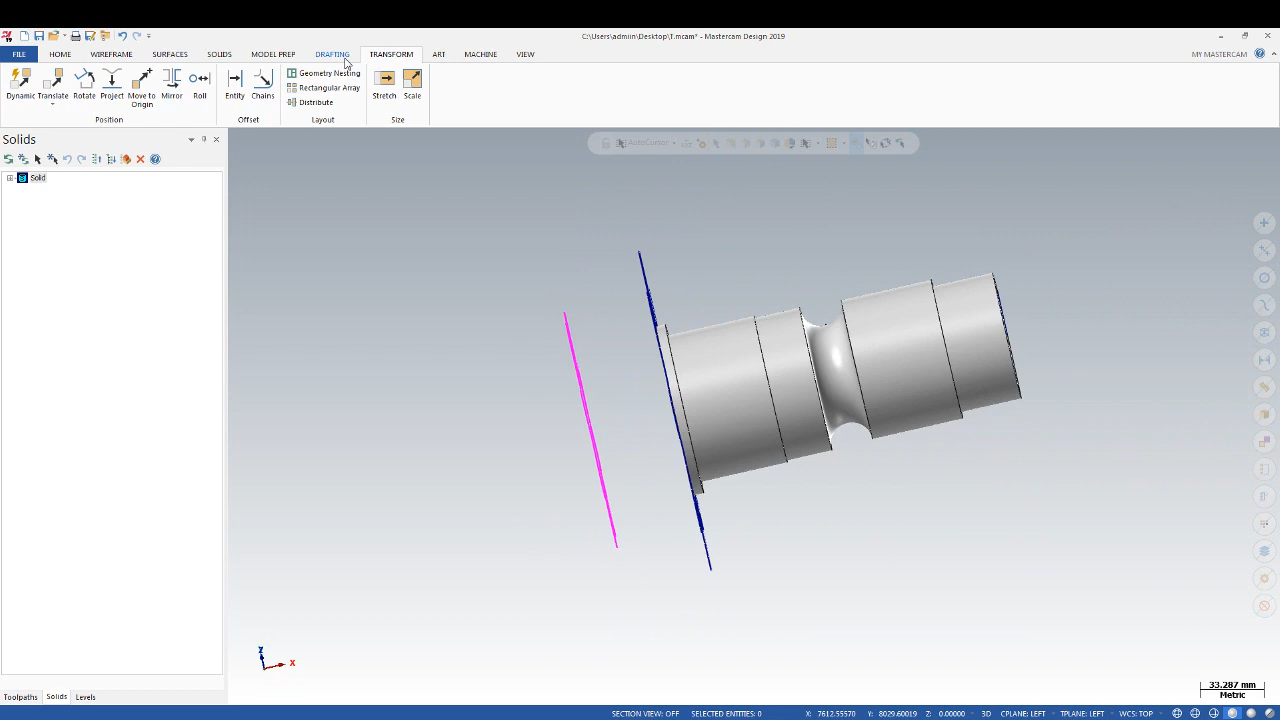 C:\Users\admiin\Desktop\T.mcam* - Mastercam Design 2019
FILE HOME WIREFRAME SURFACES SOLIDS MODEL PREP DRAFTING TRANSFORM ART MACHINE VIEW MY MASTERCAM
Dynamic Translate Rotate Project Move to Origin Mirror Roll
Position
Entity Chains
Offset
Geometry Nesting
Rectangular Array
Distribute
Layout
Stretch Scale
Size
Solids
AutoCursor
Solid
Z
X
33.287 mm
Metric
Toolpaths Solids Levels
SECTION VIEW: OFF SELECTED ENTITIES: 0 X: 7612.55570 Y: 8029.60019 Z: 0.00000 3D CPLANE: LEFT TPLANE: LEFT WCS: TOP